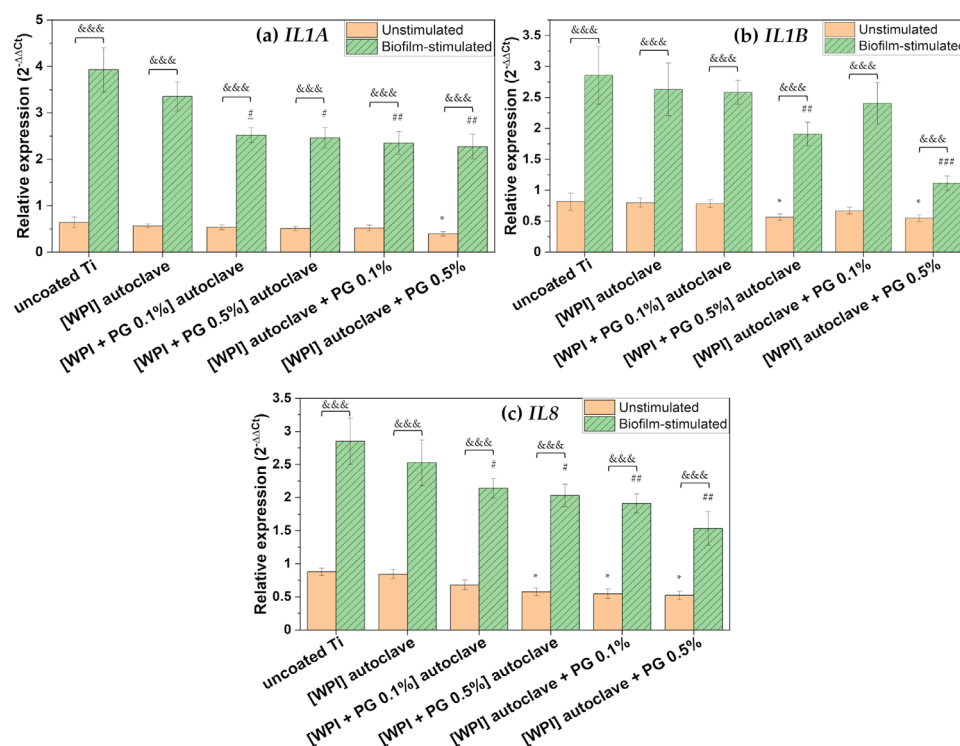 (a) IL1A
Unstimulated
Biofilm-stimulated
Relative expression (2^-ΔΔCt)
5
4
3
2
1
0
&&& &&& &&& &&& &&& &&&
# # ## ##
*
uncoated Ti
[WPI] autoclave
[WPI + PG 0.1%] autoclave
[WPI + PG 0.5%] autoclave
[WPI] autoclave + PG 0.1%
[WPI] autoclave + PG 0.5%
(b) IL1B
Unstimulated
Biofilm-stimulated
Relative expression (2^-ΔΔCt)
3.5
3
2.5
2
1.5
1
0.5
0
&&& &&& &&& &&& &&& &&&
## ###
* *
uncoated Ti
[WPI] autoclave
[WPI + PG 0.1%] autoclave
[WPI + PG 0.5%] autoclave
[WPI] autoclave + PG 0.1%
[WPI] autoclave + PG 0.5%
(c) IL8
Unstimulated
Biofilm-stimulated
Relative expression (2^-ΔΔCt)
3.5
3
2.5
2
1.5
1
0.5
0
&&& &&& &&& &&& &&& &&&
# # ## ##
* * *
uncoated Ti
[WPI] autoclave
[WPI + PG 0.1%] autoclave
[WPI + PG 0.5%] autoclave
[WPI] autoclave + PG 0.1%
[WPI] autoclave + PG 0.5%